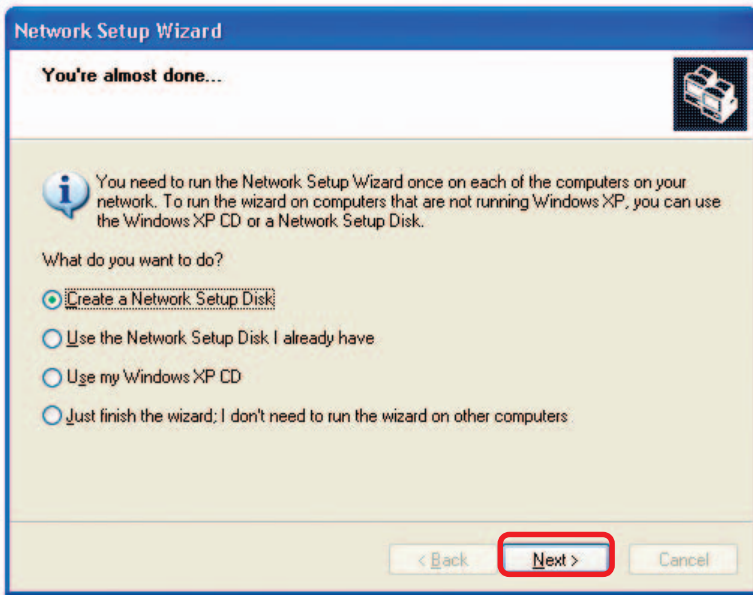 Network Setup Wizard
You're almost done...
You need to run the Network Setup Wizard once on each of the computers on your
network. To run the wizard on computers that are not running Windows XP, you can use
the Windows XP CD or a Network Setup Disk.
What do you want to do?
Create a Network Setup Disk
Use the Network Setup Disk I already have
Use my Windows XP CD
Just finish the wizard; I don't need to run the wizard on other computers
< Back Next > Cancel